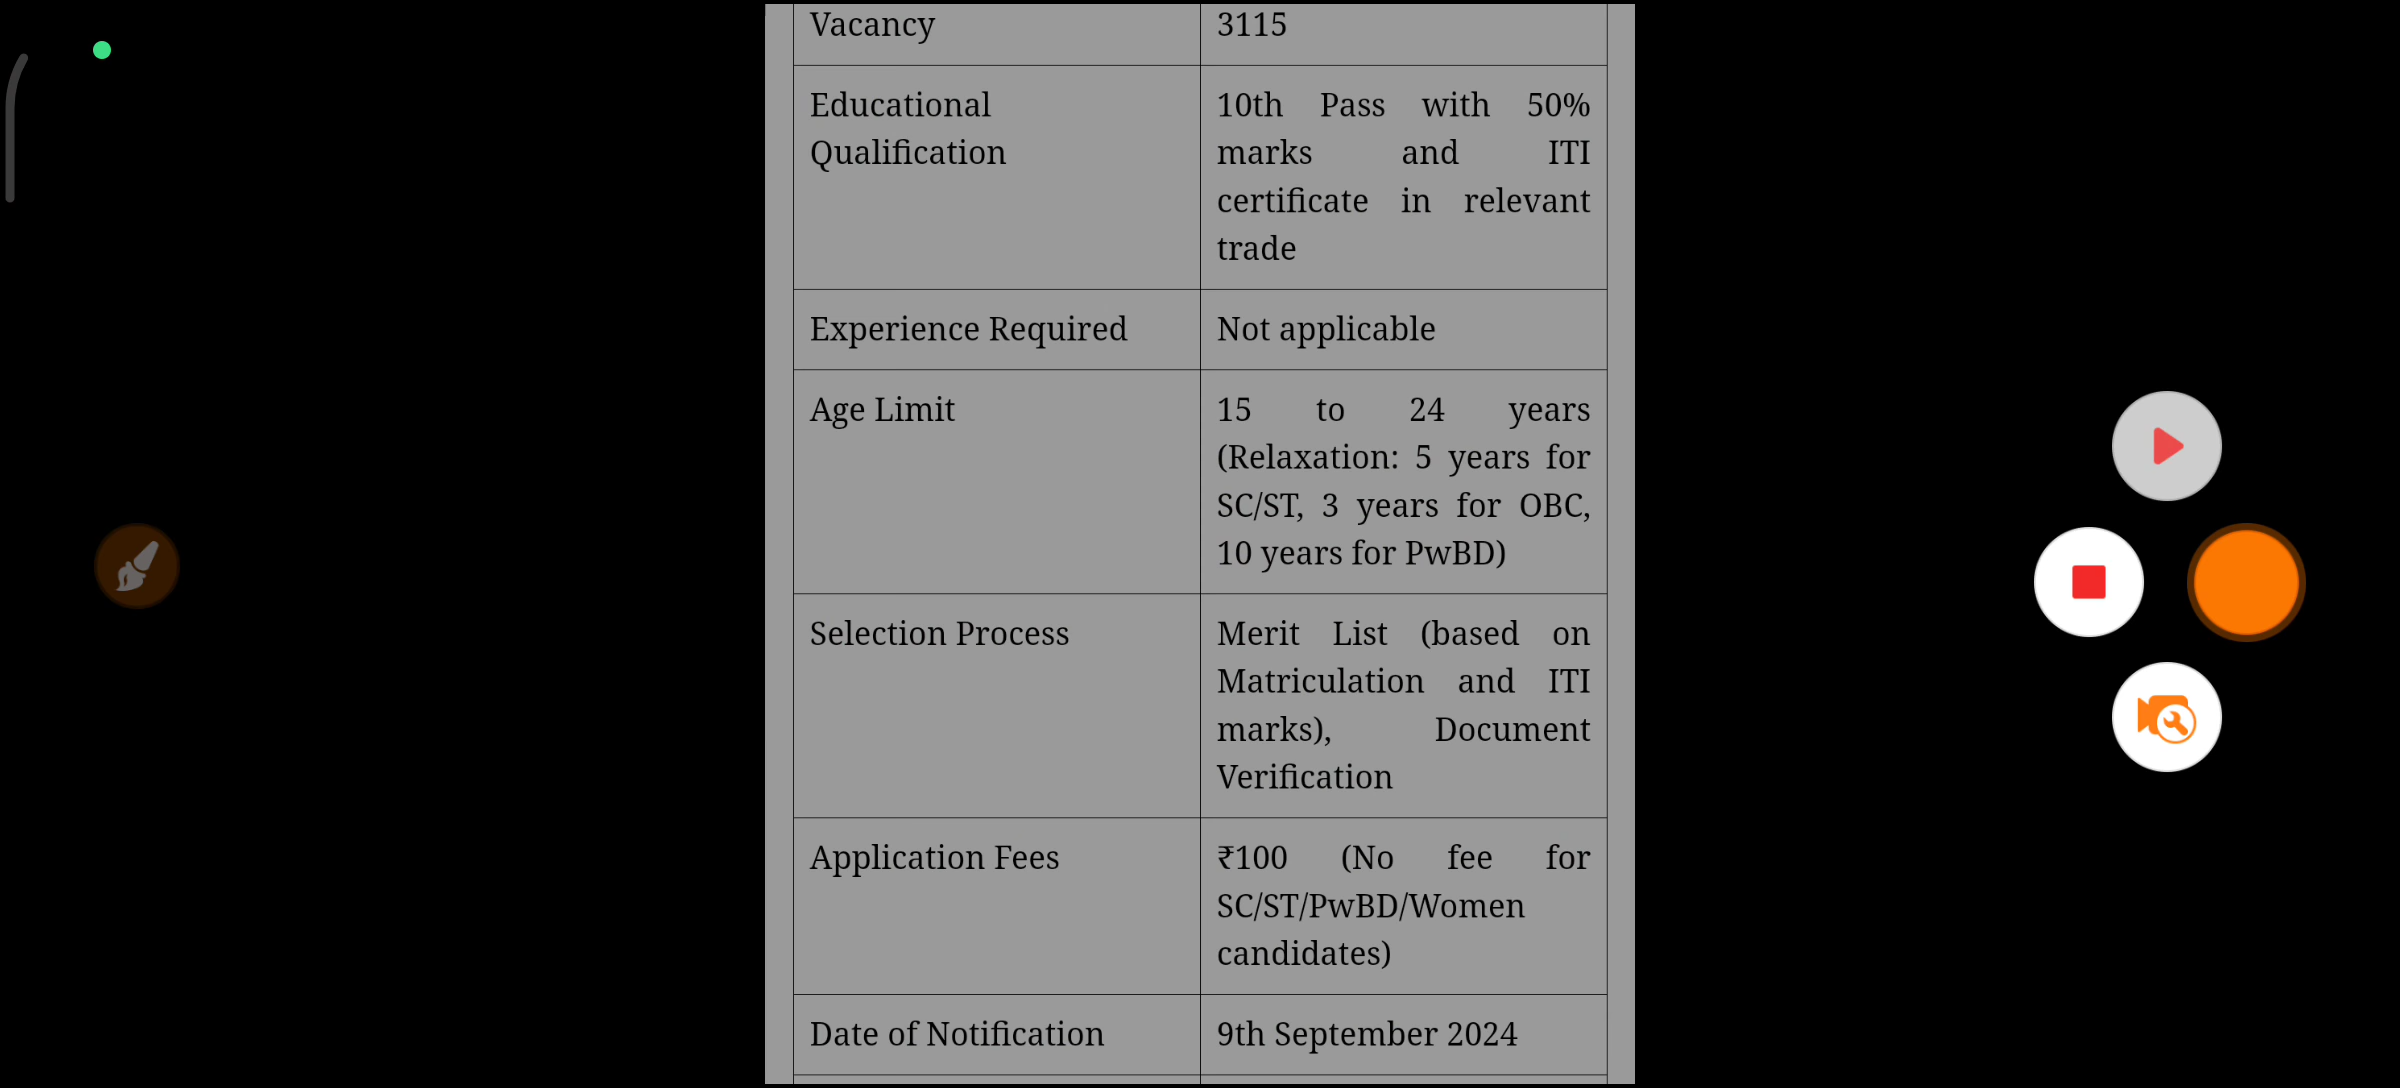 Vacancy 3115
Educational Qualification
10th Pass with 50% marks and ITI certificate in relevant trade
Experience Required Not applicable
Age Limit
15 to 24 years
(Relaxation: 5 years for
SC/ST, 3 years for OBC,
10 years for PwBD)
Selection Process
Merit List (based on
Matriculation and ITI
marks), Document
Verification
Application Fees
₹100 (No fee for
SC/ST/PwBD/Women
candidates)
Date of Notification 9th September 2024